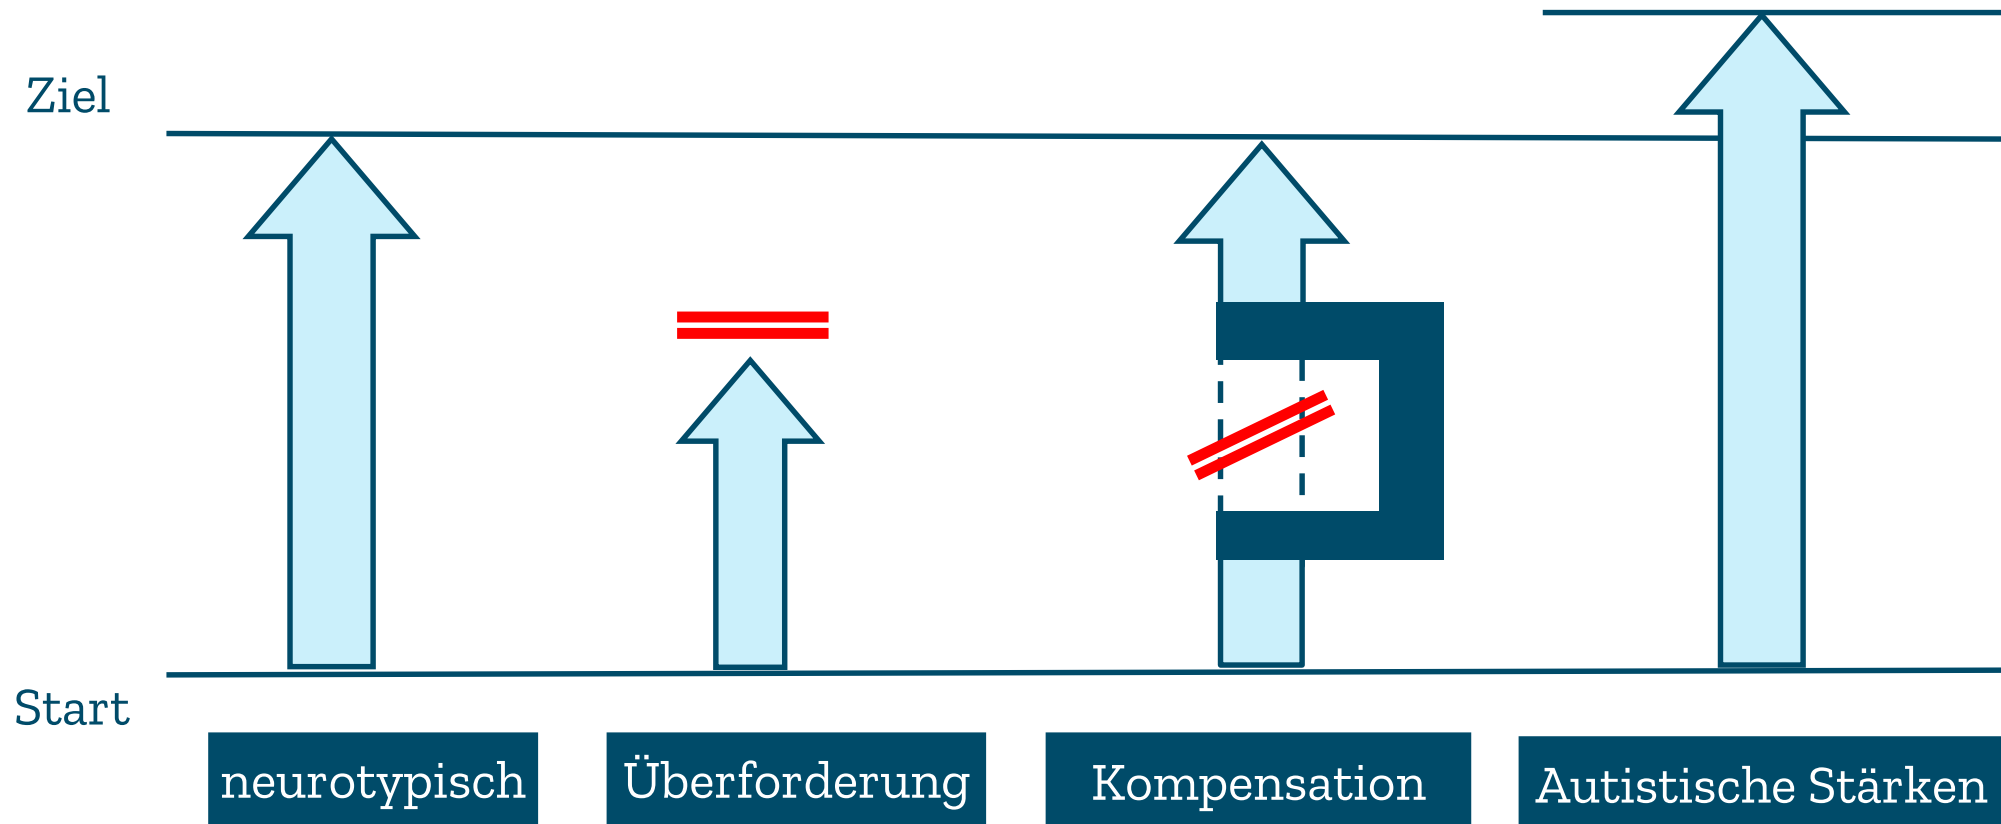 Ziel
Start
neurotypisch
Überforderung
Kompensation
Autistische Stärken